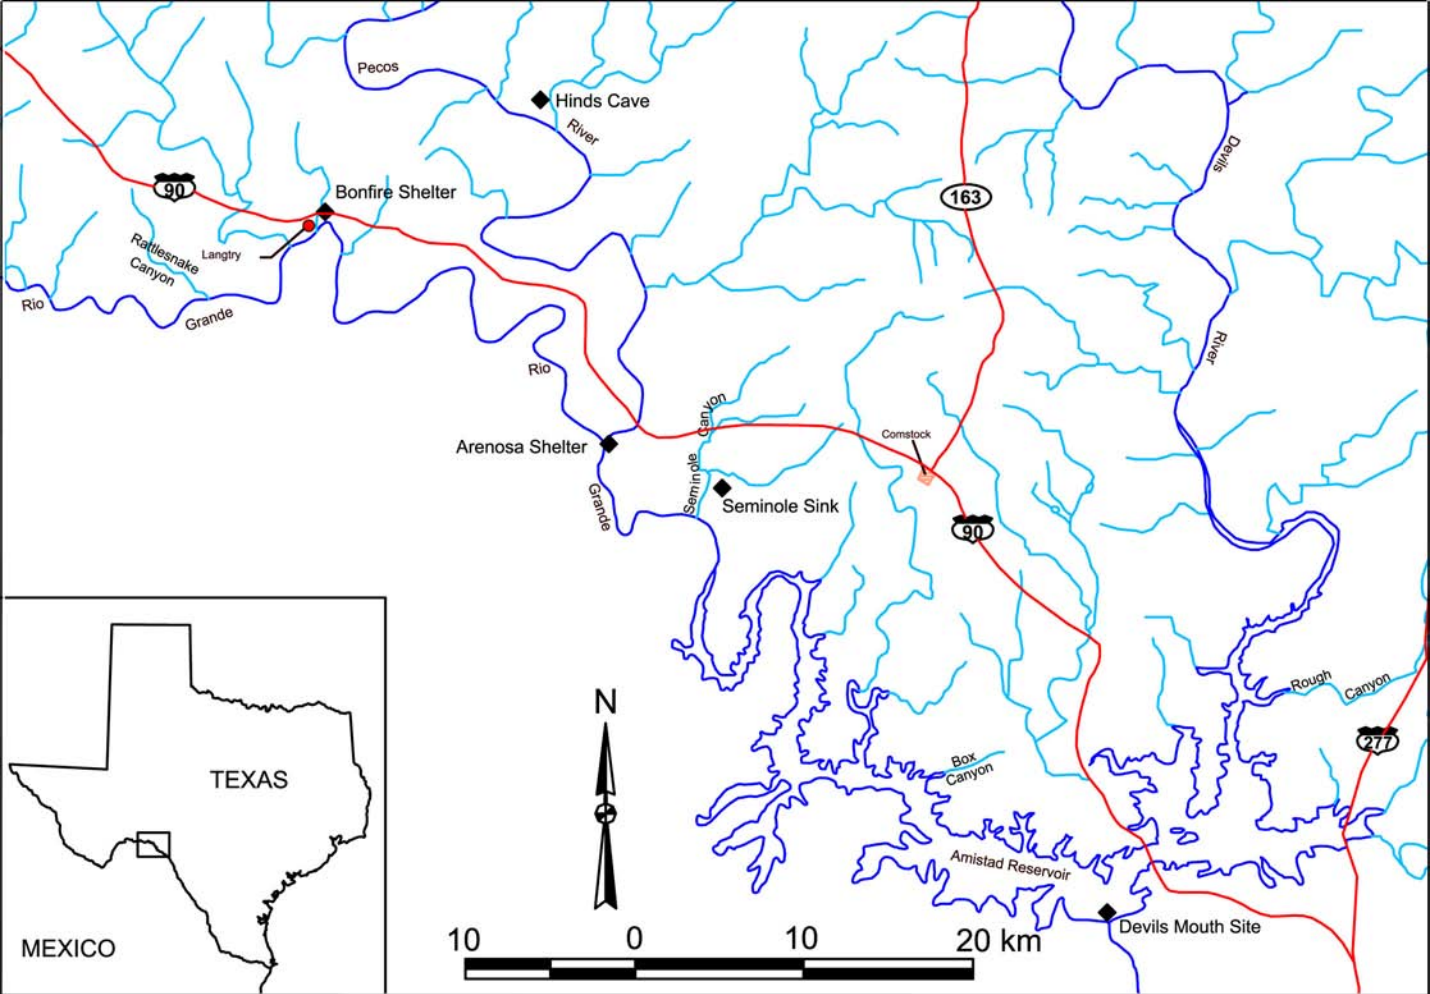 Pecos
Hinds Cave
River
Devils
90
Bonfire Shelter
163
Rattlesnake
Canyon
Langtry
Rio
Grande
River
Rio
Canyon
Comstock
Arenosa Shelter
Seminole
Grande
Seminole Sink
90
Rough
Canyon
N
277
TEXAS
Box
Canyon
Amistad Reservoir
MEXICO
Devils Mouth Site
10 0 10 20 km